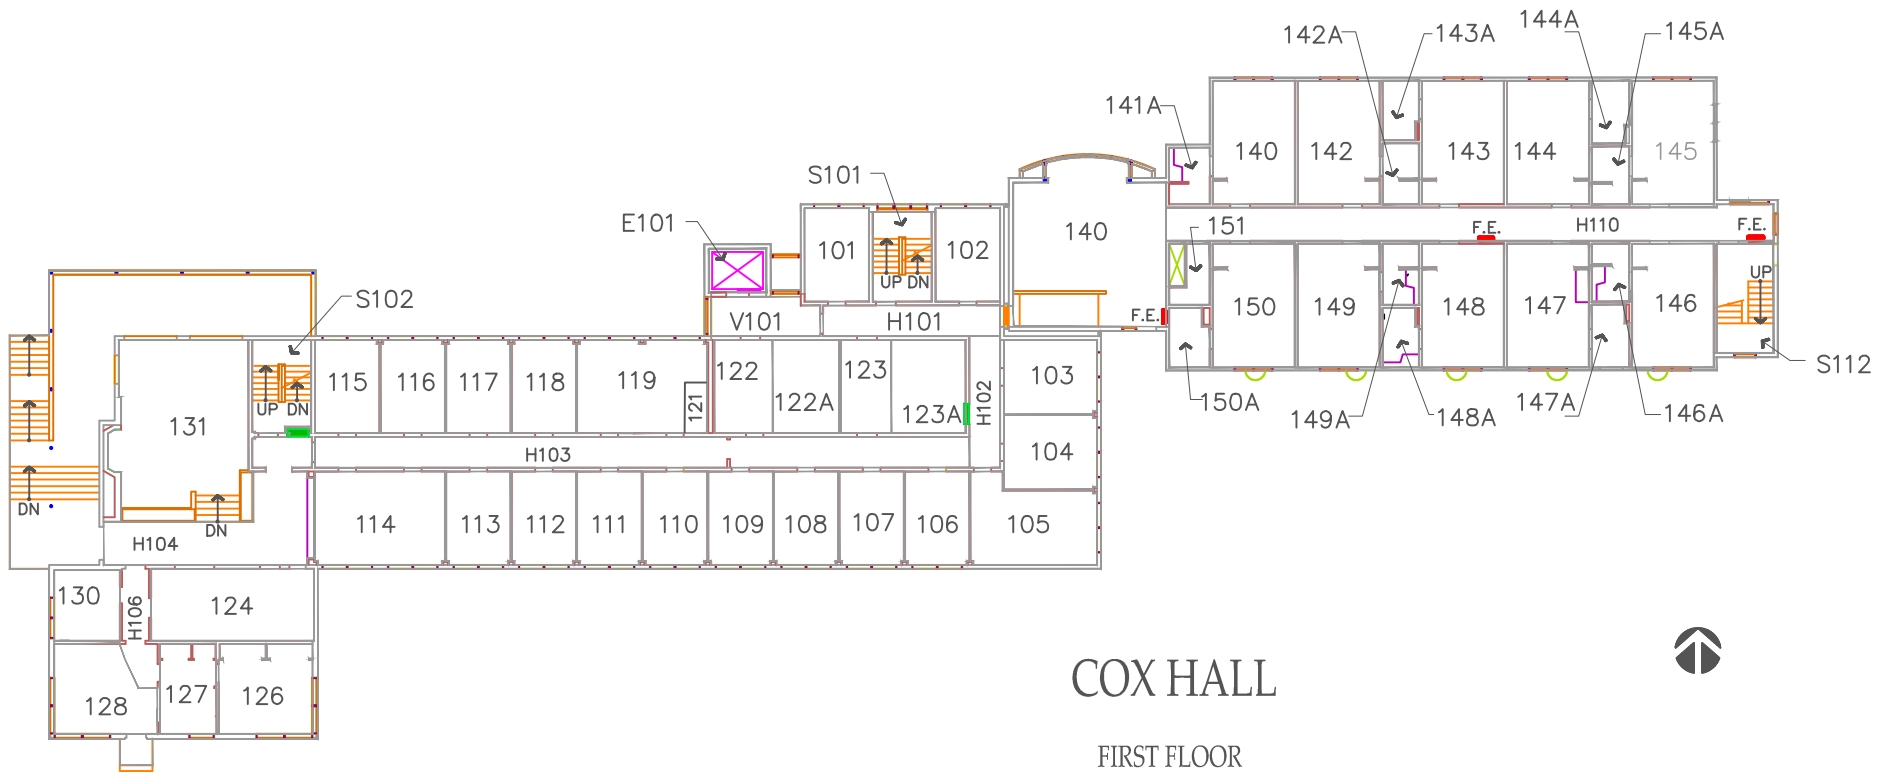 144A
142A
143A
145A
141A
140
142
143
144
145
S101
E101
101
102
140
151
F.E.
H110
F.E.
UP
DN
UP
S102
V101
H101
F.E.
150
149
148
147
146
115
116
117
118
119
122
123
103
S112
121
122A
123A
H102
150A
149A
148A
147A
146A
UP
DN
131
H103
104
DN
DN
H104
114
113
112
111
110
109
108
107
106
105
130
H106
124
128
127
126
COX HALL
FIRST FLOOR